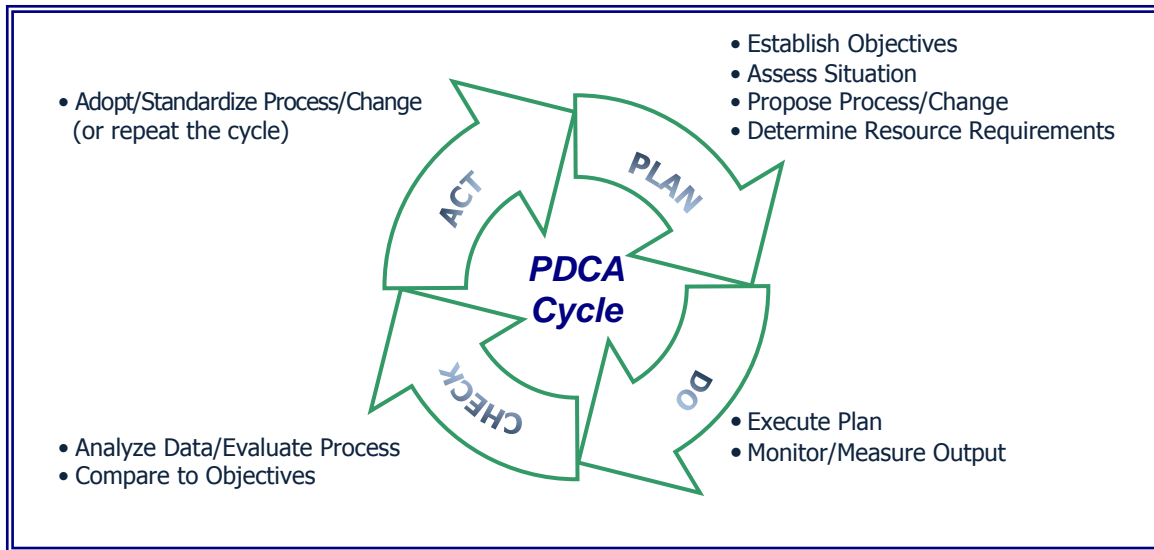 • Establish Objectives
• Assess Situation
• Propose Process/Change
• Determine Resource Requirements
• Adopt/Standardize Process/Change
(or repeat the cycle)
PLAN
ACT
PDCA
Cycle
DO
CHECK
• Execute Plan
• Monitor/Measure Output
• Analyze Data/Evaluate Process
• Compare to Objectives